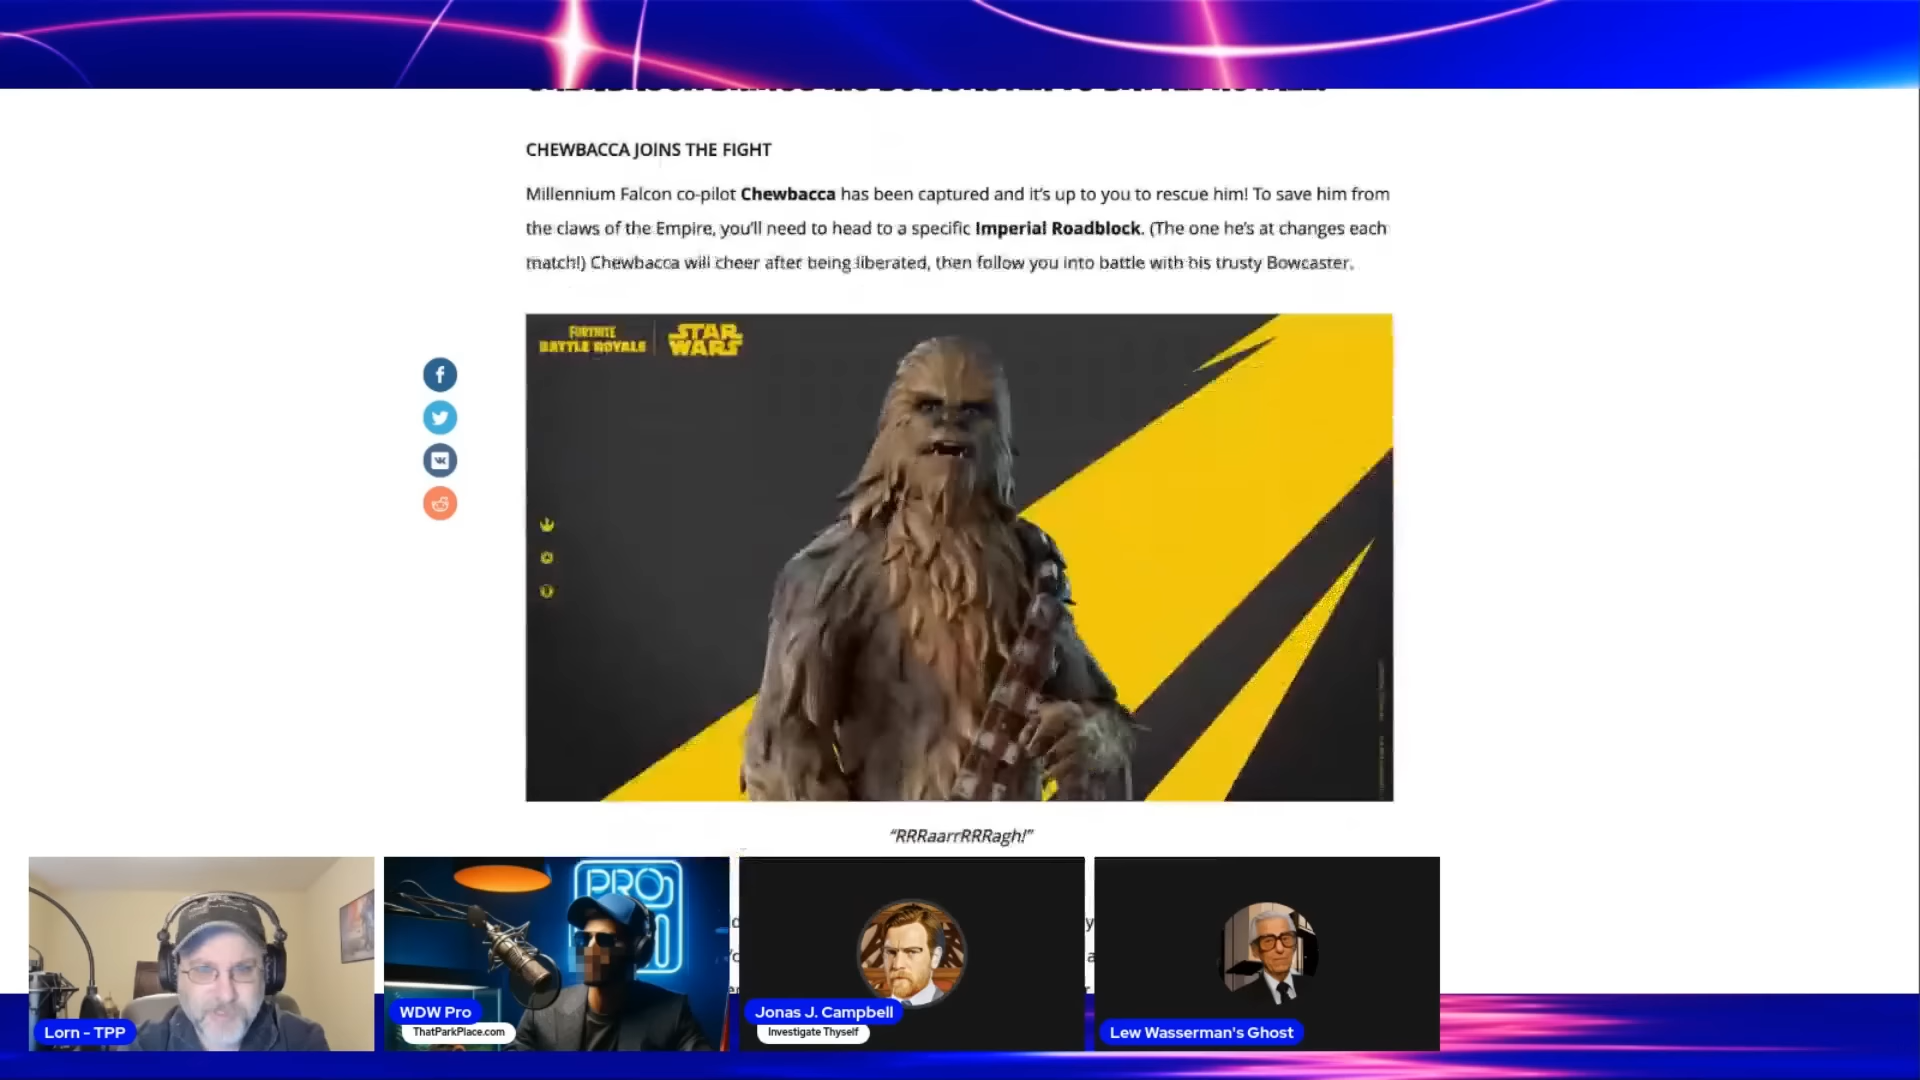 CHEWBACCA JOINS THE FIGHT
Millennium Falcon co-pilot Chewbacca has been captured and it's up to you to rescue him! To save him from
the claws of the Empire, you'll need to head to a specific Imperial Roadblock. (The one he's at changes each
match!) Chewbacca will cheer after being liberated, then follow you into battle with his trusty Bowcaster.
FORTNITE
BATTLE ROYALE
STAR
WARS
"RRRaarrRRRagh!"
PRO
Lorn - TPP
WDW Pro
ThatParkPlace.com
Jonas J. Campbell
Investigate Thyself
Lew Wasserman's Ghost